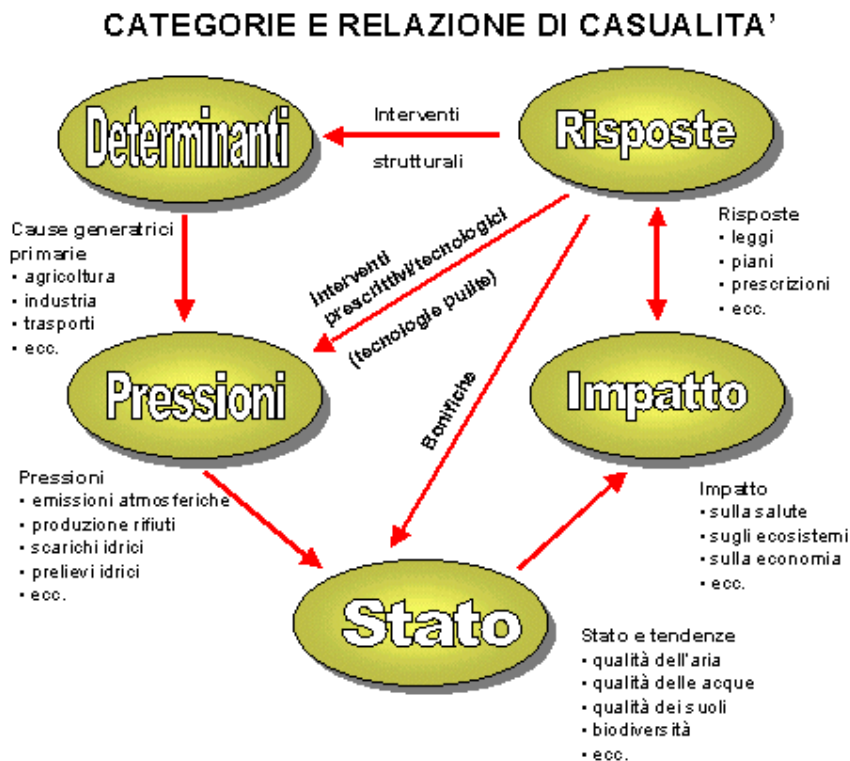 CATEGORIE E RELAZIONE DI CASUALITA'
Determinanti
Interventi
strutturali
Risposte
Cause generatrici
primarie
• agricoltura
• industria
• trasporti
• ecc.
Interventi
prescrittivi/tecnologici
(tecnologie pulite)
Bonifiche
Risposte
• leggi
• piani
• prescrizioni
• ecc.
Pressioni
Impatto
Pressioni
• emissioni atmosferiche
• produzione rifiuti
• scarichi idrici
• prelievi idrici
• ecc.
Impatto
• sulla salute
• sugli ecosistemi
• sulla economia
• ecc.
Stato
Stato e tendenze
• qualità dell'aria
• qualità delle acque
• qualità dei suoli
• biodiversità
• ecc.